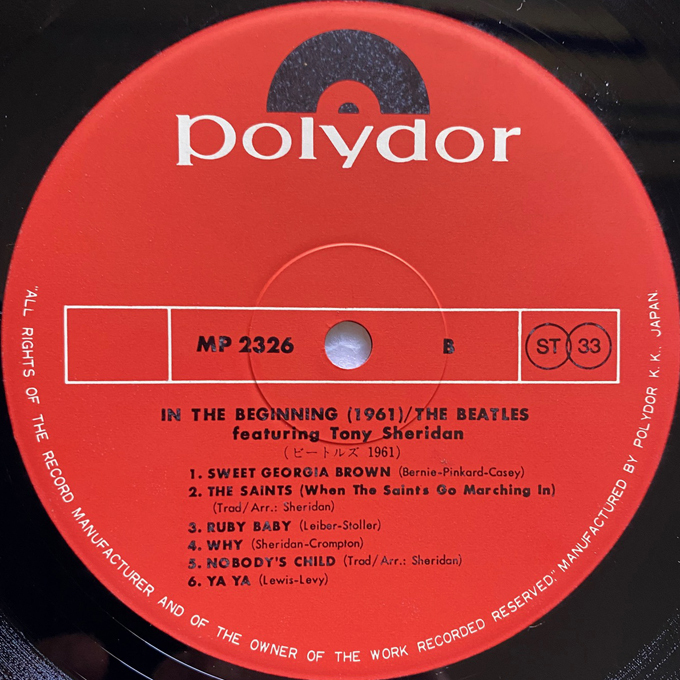 polydor
MP 2326
B
ST 33
IN THE BEGINNING (1961)/THE BEATLES
featuring Tony Sheridan
(ビートルズ 1961)
1. SWEET GEORGIA BROWN (Bernie-Pinkard-Casey)
2. THE SAINTS (When The Saints Go Marching In)
(Trad/Arr.: Sheridan)
3. RUBY BABY (Leiber-Stoller)
4. WHY (Sheridan-Crompton)
5. NOBODY'S CHILD (Trad/Arr.: Sheridan)
6. YA YA (Lewis-Levy)
"ALL RIGHTS OF THE RECORD MANUFACTURER AND OF THE OWNER OF THE WORK RECORDED RESERVED." MANUFACTURED BY POLYDOR K.K., JAPAN.